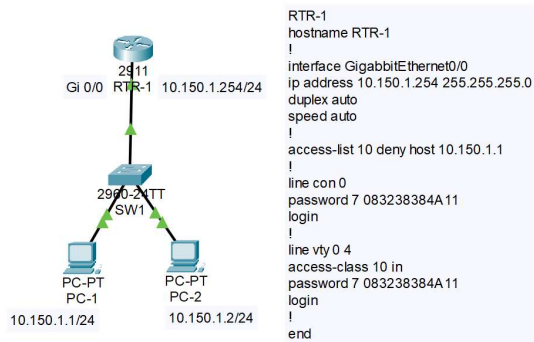 2911
Gi 0/0 RTR-1 10.150.1.254/24
2960-24TT
SW1
PC-PT
PC-1
PC-PT
PC-2
10.150.1.1/24
10.150.1.2/24
RTR-1
hostname RTR-1
!
interface GigabbitEthernet0/0
ip address 10.150.1.254 255.255.255.0
duplex auto
speed auto
!
access-list 10 deny host 10.150.1.1
!
line con 0
password 7 083238384A11
login
!
line vty 0 4
access-class 10 in
password 7 083238384A11
login
!
end